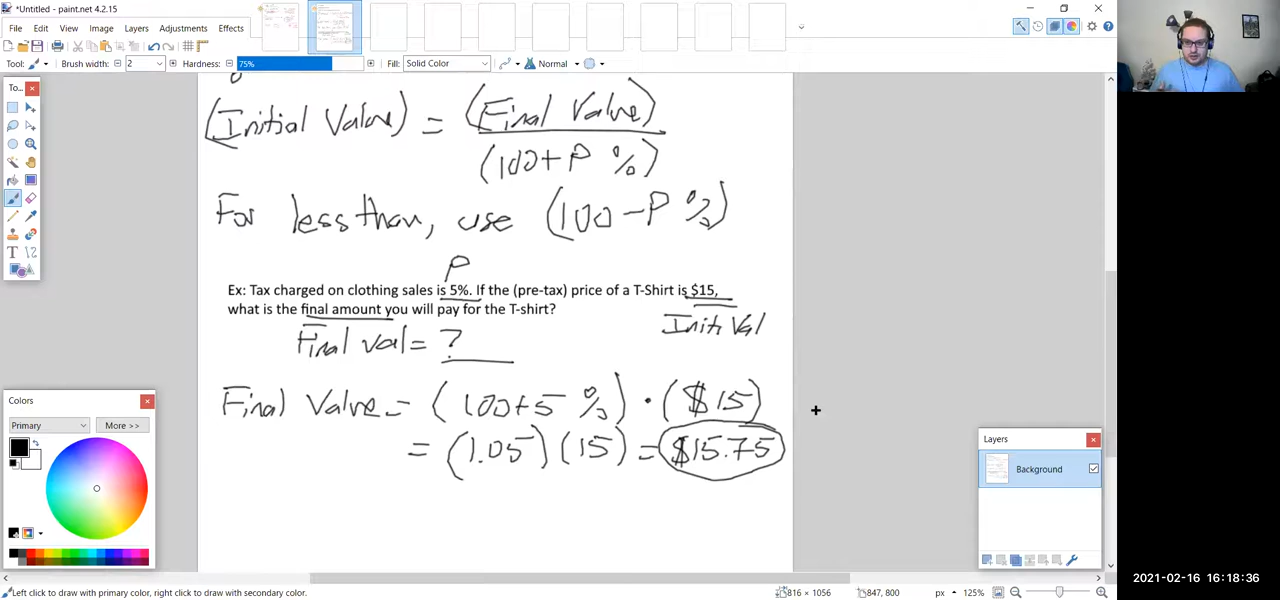 *Untitled - paint.net 4.2.15
File Edit View Image Layers Adjustments Effects
Tool: Brush width: 2 Hardness: 75% Fill: Solid Color Normal
To...
(Initial Value) = (Final Value)
(100+P %)
For less than, use (100-P %)
P
Ex: Tax charged on clothing sales is 5%. If the (pre-tax) price of a T-Shirt is $15,
what is the final amount you will pay for the T-shirt?
Initi Val
Final val = ?
Final Value = (100+5 %) · ($15)
= (1.05)(15) = $15.75
Colors
Primary
More >>
Layers
Background
Left click to draw with primary color, right click to draw with secondary color.
816 x 1056
847, 800
px
125%
2021-02-16 16:18:36